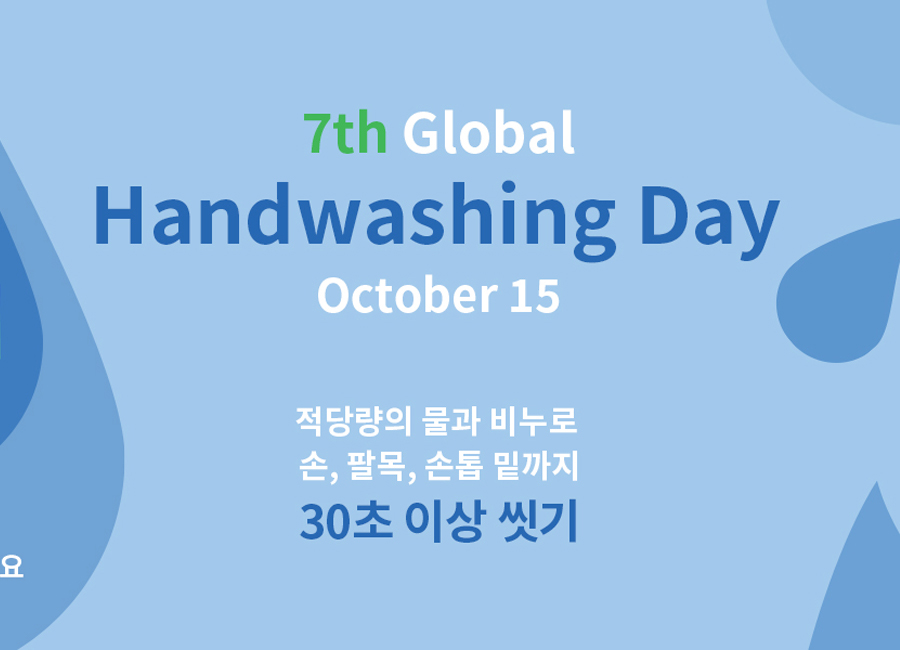 7th Global
Handwashing Day
October 15
적당량의 물과 비누로
손, 팔목, 손톱 밑까지
30초 이상 씻기
요